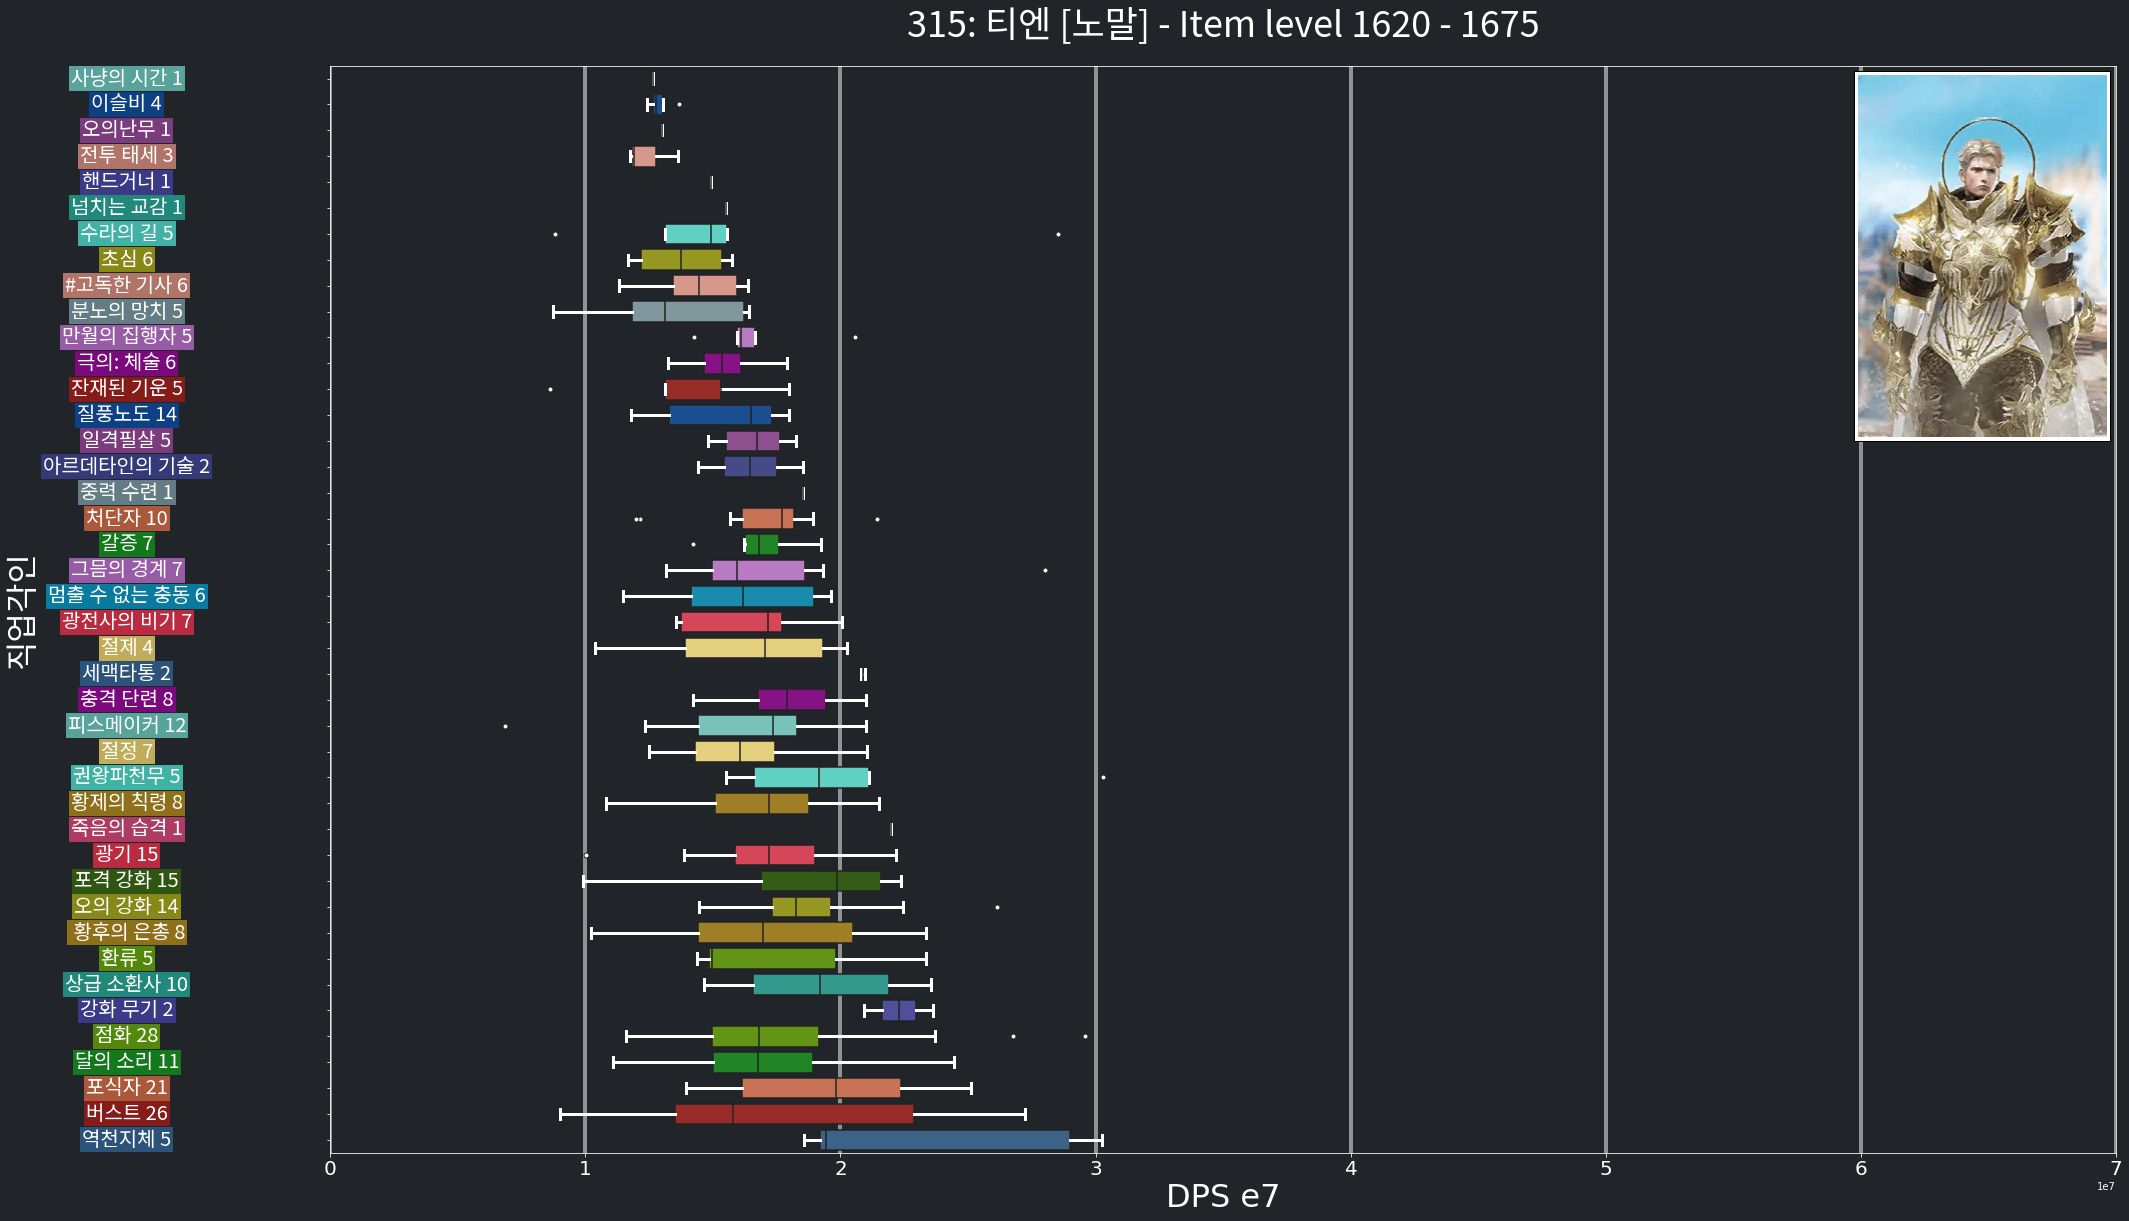 315: 티엔 [노말] - Item level 1620 - 1675
사냥의 시간 1
이슬비 4
오의난무 1
전투 태세 3
핸드거너 1
넘치는 교감 1
수라의 길 5
초심 6
#고독한 기사 6
분노의 망치 5
만월의 집행자 5
극의: 체술 6
잔재된 기운 5
질풍노도 14
일격필살 5
아르데타인의 기술 2
중력 수련 1
처단자 10
갈증 7
그믐의 경계 7
멈출 수 없는 충동 6
광전사의 비기 7
절제 4
세맥타통 2
충격 단련 8
피스메이커 12
절정 7
권왕파천무 5
황제의 칙령 8
죽음의 습격 1
광기 15
포격 강화 15
오의 강화 14
황후의 은총 8
환류 5
상급 소환사 10
강화 무기 2
점화 28
달의 소리 11
포식자 21
버스트 26
역천지체 5
직업각인
0 1 2 3 4 5 6 7
1e7
DPS e7